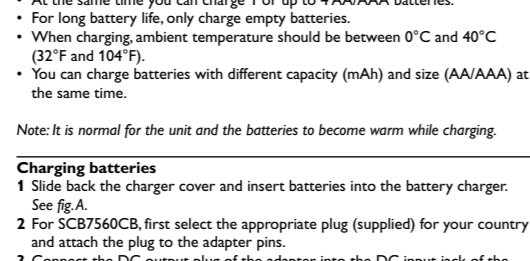 • At the same time you can charge 1 or up to 4 AA/AAA batteries.
• For long battery life, only charge empty batteries.
• When charging, ambient temperature should be between 0°C and 40°C
(32°F and 104°F).
• You can charge batteries with different capacity (mAh) and size (AA/AAA) at
the same time.
Note: It is normal for the unit and the batteries to become warm while charging.
Charging batteries
1 Slide back the charger cover and insert batteries into the battery charger.
See fig. A.
2 For SCB7560CB, first select the appropriate plug (supplied) for your country
and attach the plug to the adapter pins.
3 Connect the DC output plug of the adapter into the DC input jack of the